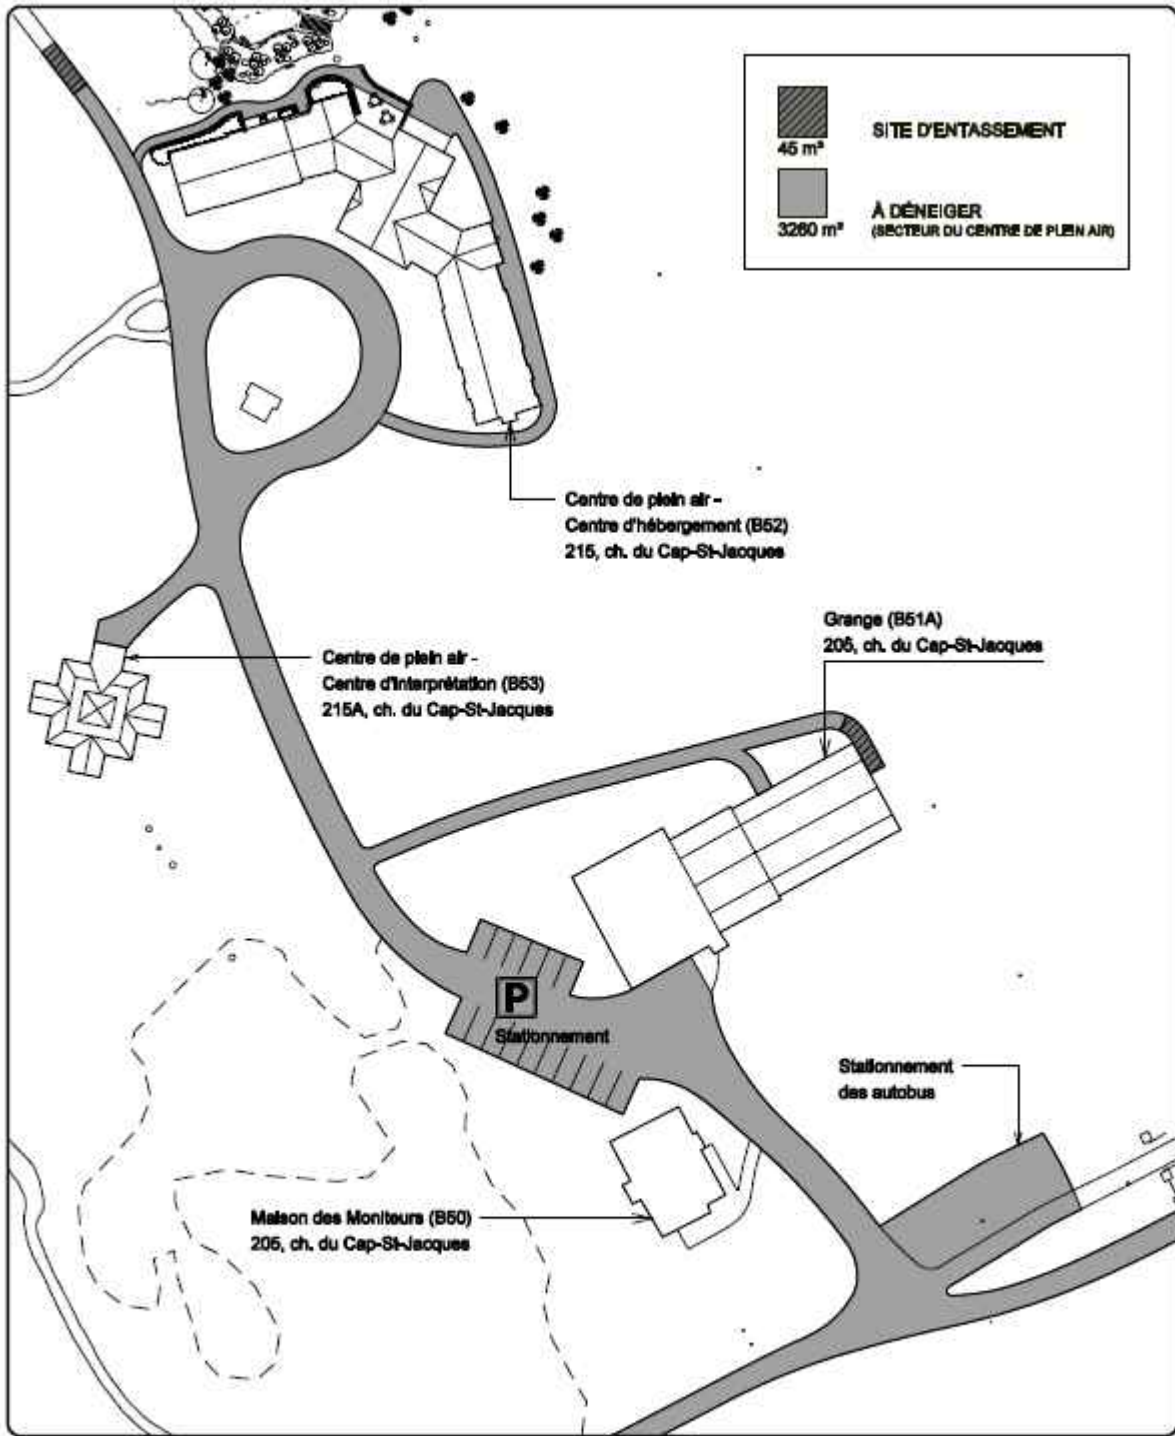 SITE D'ENTASSEMENT
45 m²
À DÉNEIGER
(SECTEUR DU CENTRE DE PLEIN AIR)
3260 m²
Centre de plein air -
Centre d'hébergement (B52)
215, ch. du Cap-St-Jacques
Grange (B51A)
205, ch. du Cap-St-Jacques
Centre de plein air -
Centre d'interprétation (B53)
215A, ch. du Cap-St-Jacques
P
Stationnement
Stationnement
des autobus
Maison des Moniteurs (B50)
205, ch. du Cap-St-Jacques